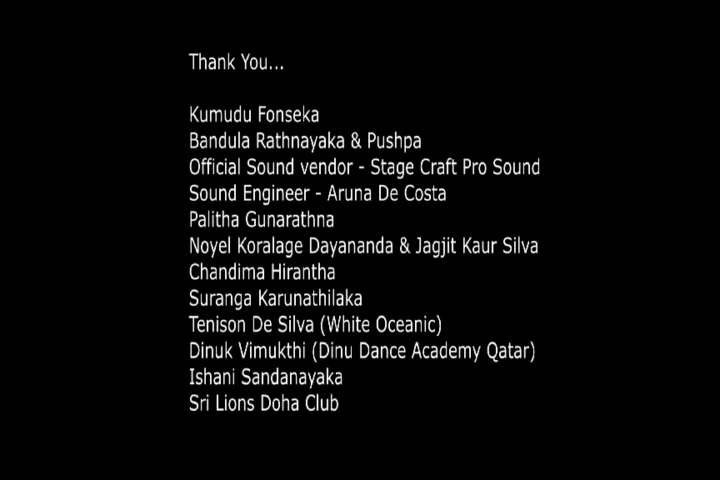 Thank You...
Kumudu Fonseka
Bandula Rathnayaka & Pushpa
Official Sound vendor - Stage Craft Pro Sound
Sound Engineer - Aruna De Costa
Palitha Gunarathna
Noyel Koralage Dayananda & Jagjit Kaur Silva
Chandima Hirantha
Suranga Karunathilaka
Tenison De Silva (White Oceanic)
Dinuk Vimukthi (Dinu Dance Academy Qatar)
Ishani Sandanayaka
Sri Lions Doha Club